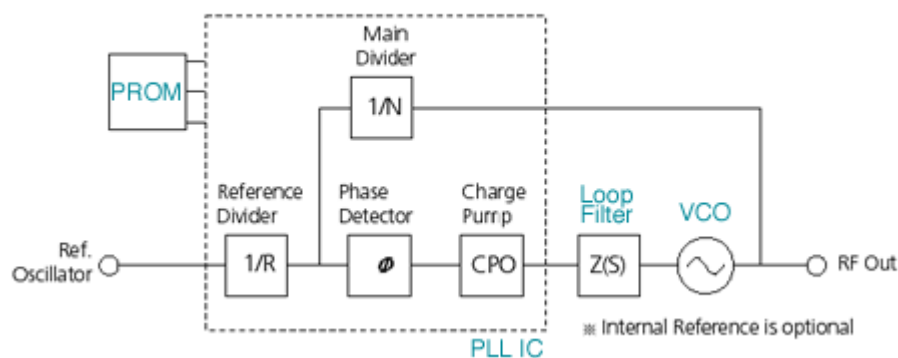 Main
Divider
PROM
1/N
Reference
Divider
Phase
Detector
Charge
Pump
Loop
Filter
VCO
Ref.
Oscillator
1/R
Φ
CPO
Z(S)
RF Out
※ Internal Reference is optional
PLL IC